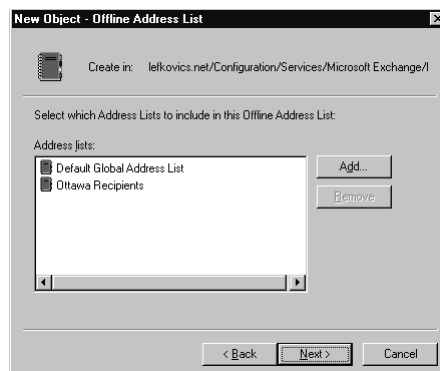 New Object - Offline Address List
Create in: lefkovics.net/Configuration/Services/Microsoft Exchange/l
Select which Address Lists to include in this Offline Address List:
Address lists:
Default Global Address List
Ottawa Recipients
Add...
Remove
< Back
Next >
Cancel